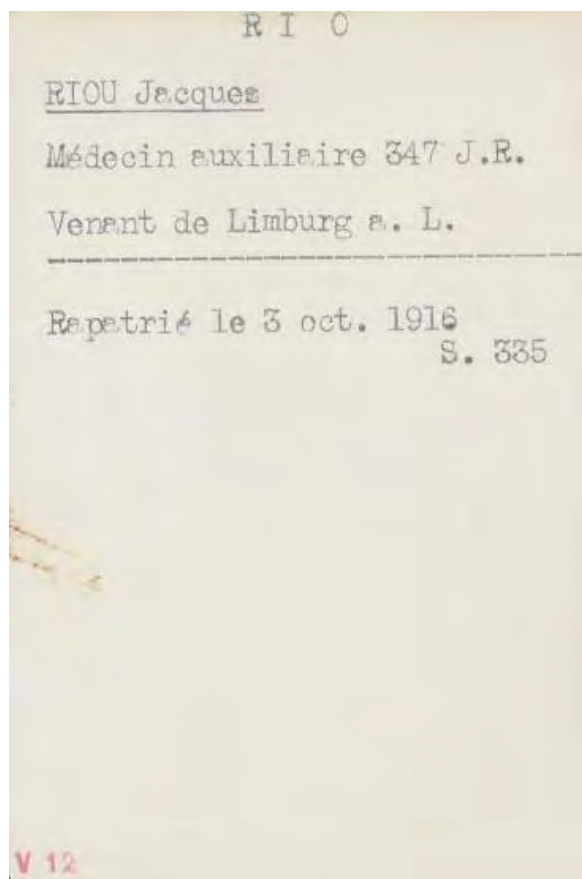 R I O
RIOU Jacques
Médecin auxiliaire 347 J.R.
Venant de Limburg a. L.
Rapatrié le 3 oct. 1916
S. 335
V 12